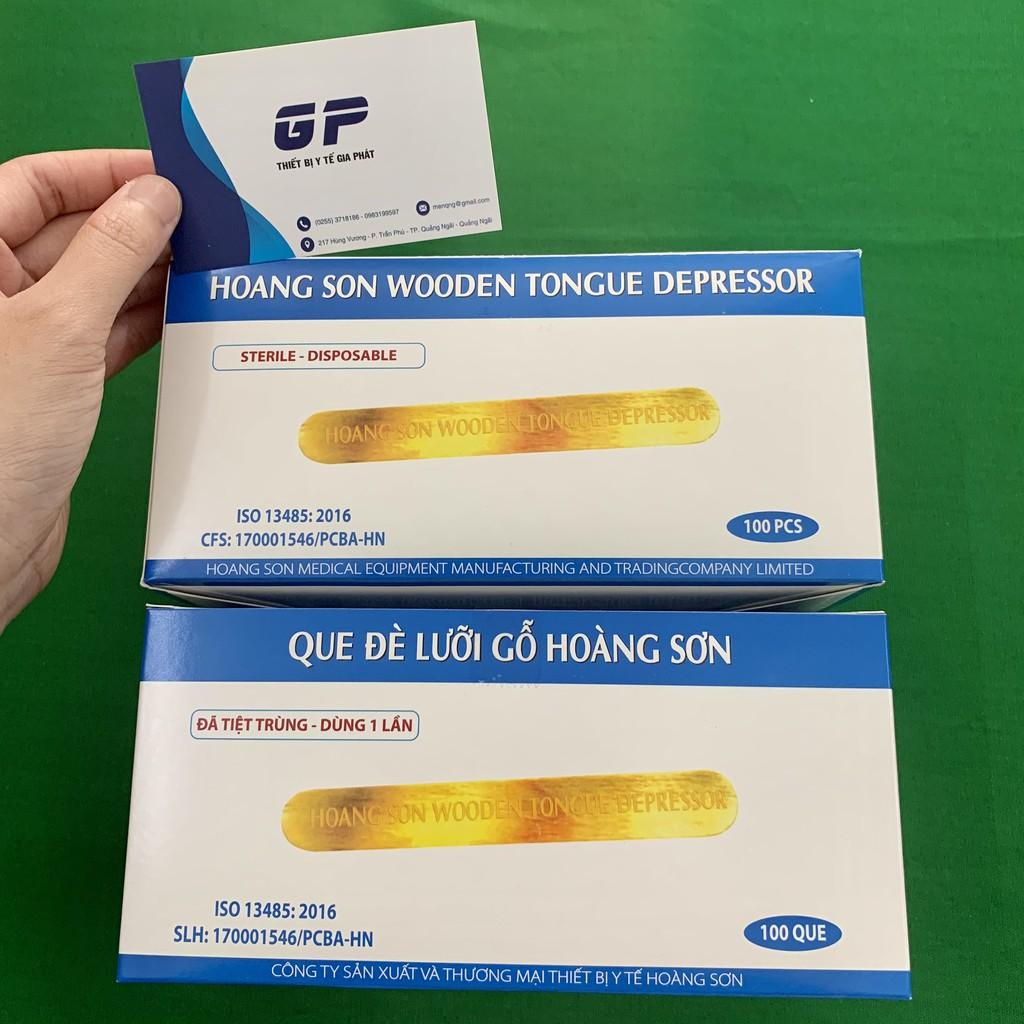 GP
THIẾT BỊ Y TẾ GIA PHÁT
(0255) 3718186 - 0983199597
menqng@gmail.com
217 Hùng Vương - P. Trần Phú - TP. Quảng Ngãi - Quảng Ngãi
HOANG SON WOODEN TONGUE DEPRESSOR
STERILE - DISPOSABLE
HOANG SON WOODEN TONGUE DEPRESSOR
ISO 13485: 2016
CFS: 170001546/PCBA-HN
100 PCS
HOANG SON MEDICAL EQUIPMENT MANUFACTURING AND TRADINGCOMPANY LIMITED
QUE ĐÈ LƯỠI GỖ HOÀNG SƠN
ĐÃ TIỆT TRÙNG - DÙNG 1 LẦN
HOANG SON WOODEN TONGUE DEPRESSOR
ISO 13485: 2016
SLH: 170001546/PCBA-HN
100 QUE
CÔNG TY SẢN XUẤT VÀ THƯƠNG MẠI THIẾT BỊ Y TẾ HOÀNG SƠN